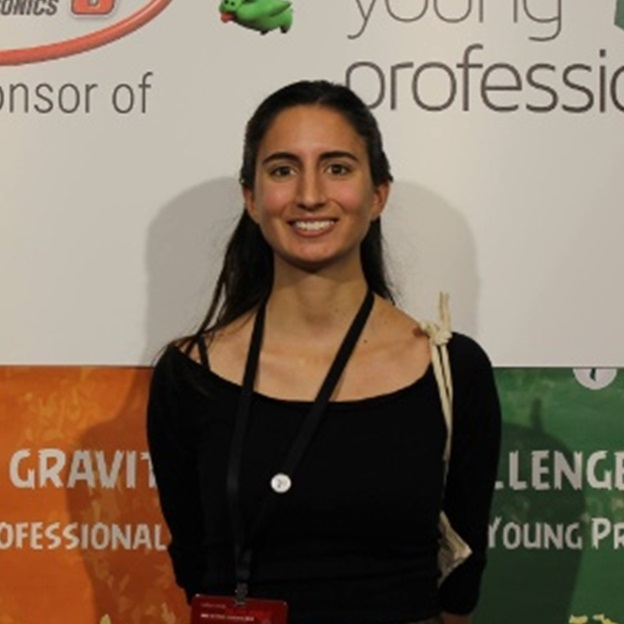 ONICS
young
onsor of
professio
GRAVIT
LLENGE
OFESSIONAL
YOUNG PR